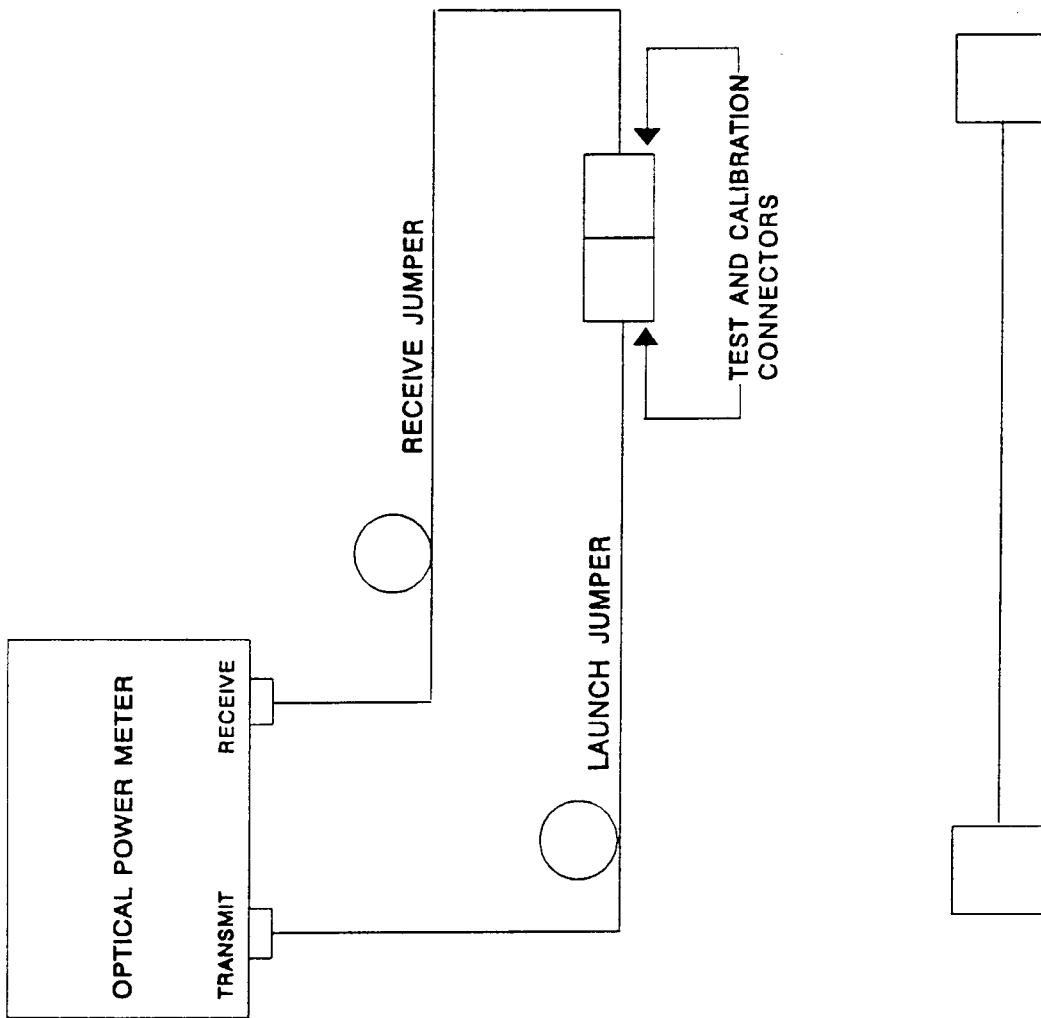 OPTICAL POWER METER
TRANSMIT
RECEIVE
RECEIVE JUMPER
LAUNCH JUMPER
TEST AND CALIBRATION
CONNECTORS